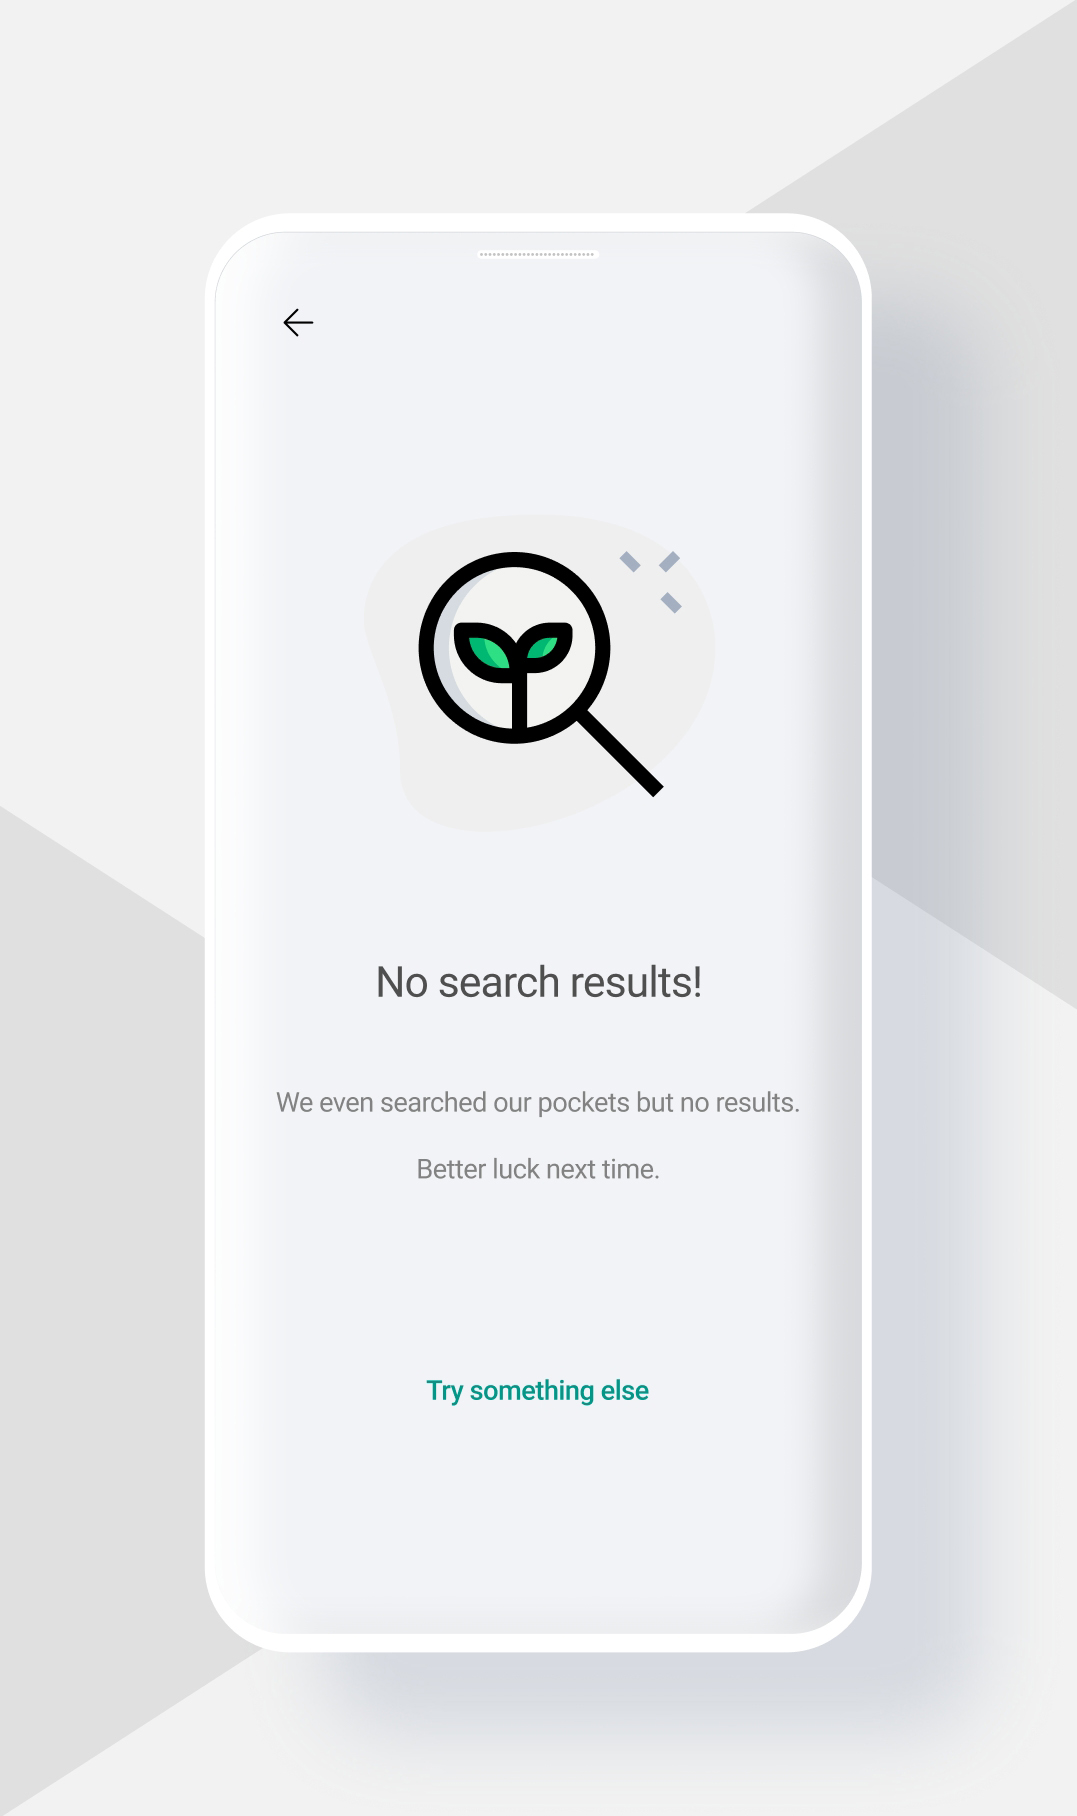 No search results!
We even searched our pockets but no results.
Better luck next time.
Try something else